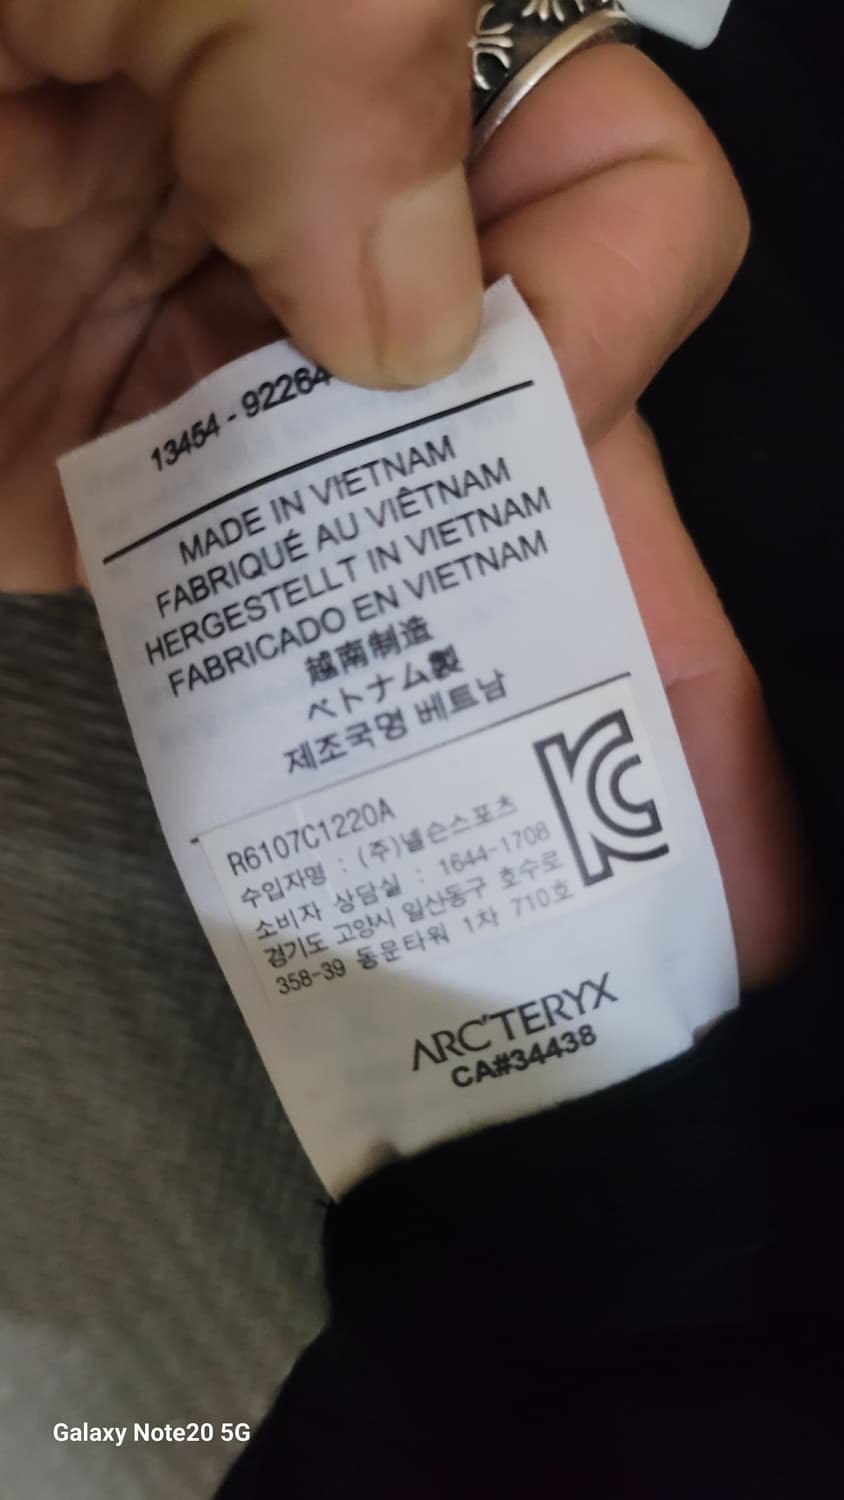 13454 - 92264
MADE IN VIETNAM
FABRIQUÉ AU VIÊTNAM
HERGESTELLT IN VIETNAM
FABRICADO EN VIETNAM
越南制造
ベトナム製
제조국명 베트남
R6107C1220A
수입자명 : (주)넬슨스포츠
소비자 상담실 : 1644-1708
경기도 고양시 일산동구 호수로
358-39 동문타워 1차 710호
KC
ARC'TERYX
CA#34438
Galaxy Note20 5G